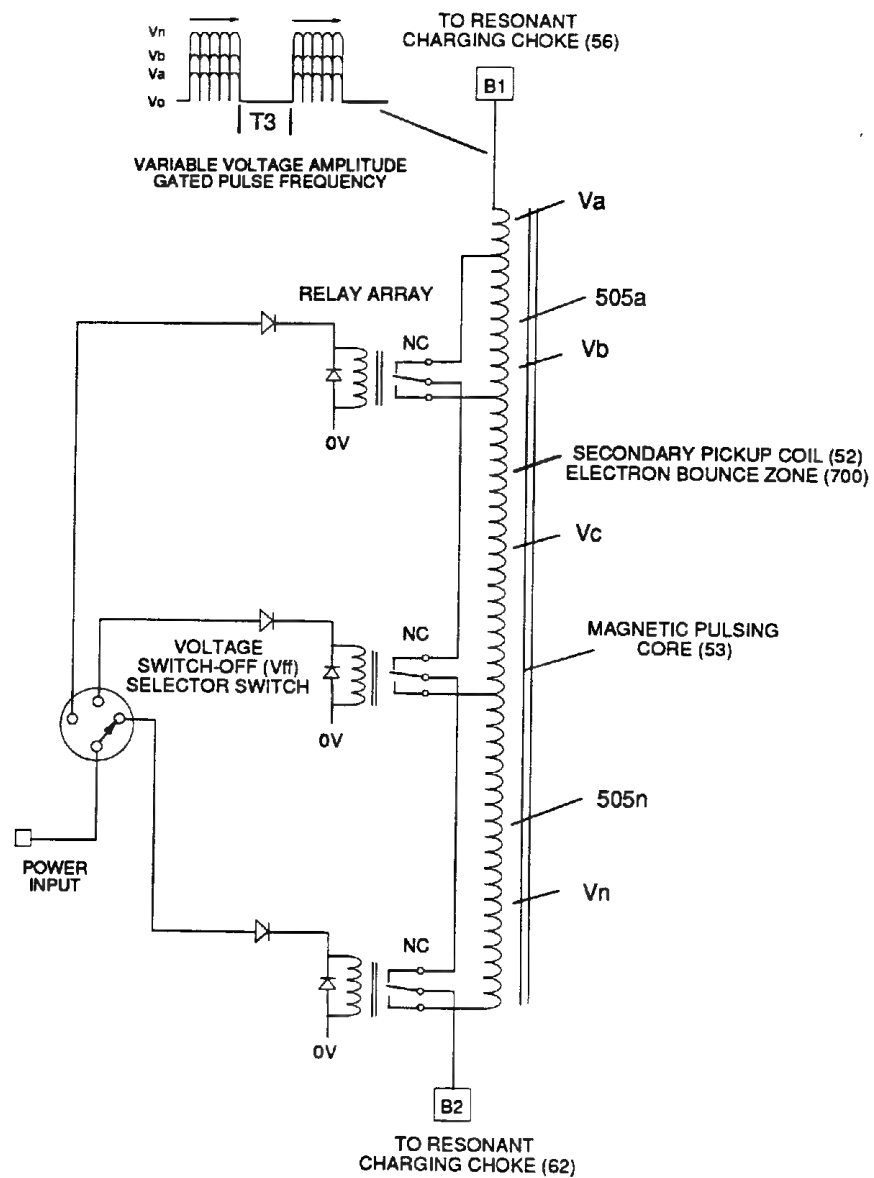 TO RESONANT
CHARGING CHOKE (56)
B1
Vn
Vb
Va
Vo
T3
VARIABLE VOLTAGE AMPLITUDE
GATED PULSE FREQUENCY
Va
505a
RELAY ARRAY
NC
Vb
0V
SECONDARY PICKUP COIL (52)
ELECTRON BOUNCE ZONE (700)
Vc
NC
MAGNETIC PULSING
CORE (53)
VOLTAGE
SWITCH-OFF (Vff)
SELECTOR SWITCH
0V
505n
POWER
INPUT
Vn
NC
0V
B2
TO RESONANT
CHARGING CHOKE (62)